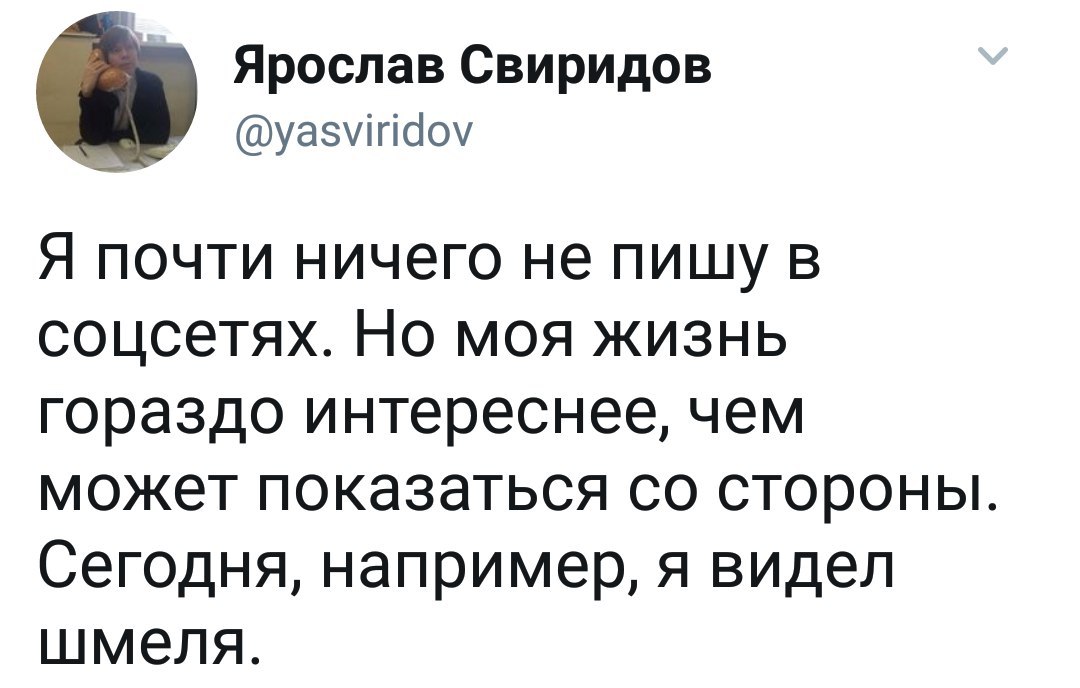 Ярослав Свиридов
@yasviridov
Я почти ничего не пишу в
соцсетях. Но моя жизнь
гораздо интереснее, чем
может показаться со стороны.
Сегодня, например, я видел
шмеля.